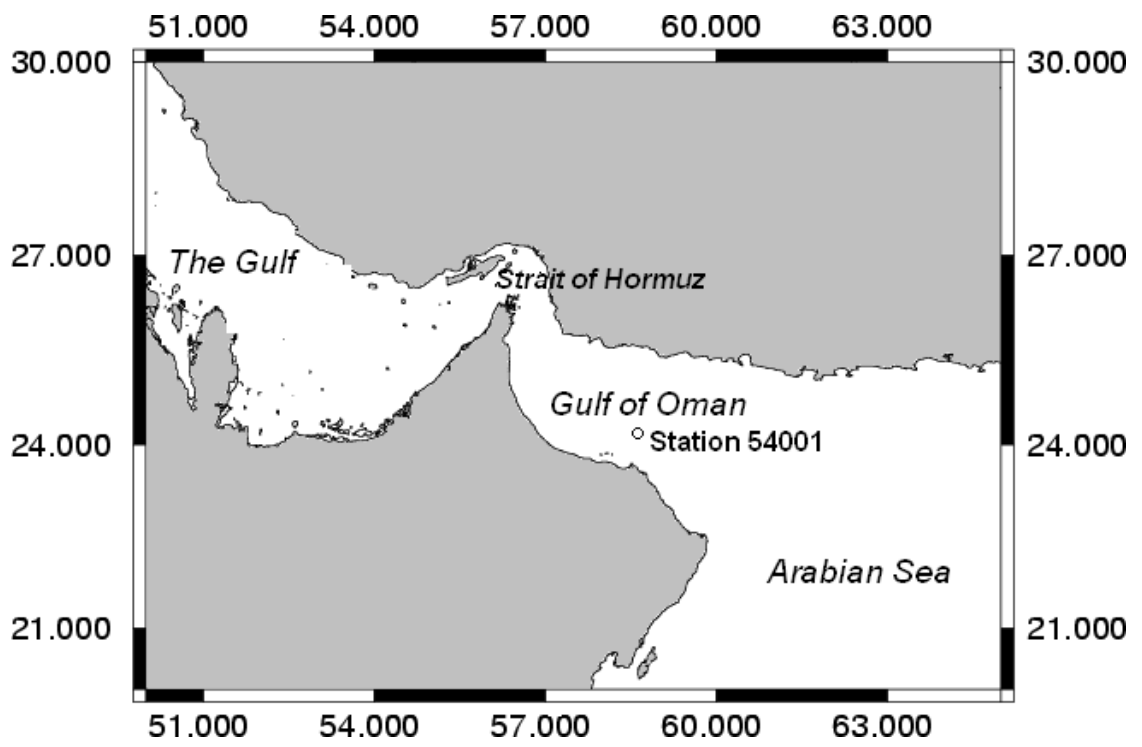 51.000 54.000 57.000 60.000 63.000
30.000 30.000
27.000 The Gulf 27.000
Strait of Hormuz
Gulf of Oman
24.000 Station 54001 24.000
Arabian Sea
21.000 21.000
51.000 54.000 57.000 60.000 63.000